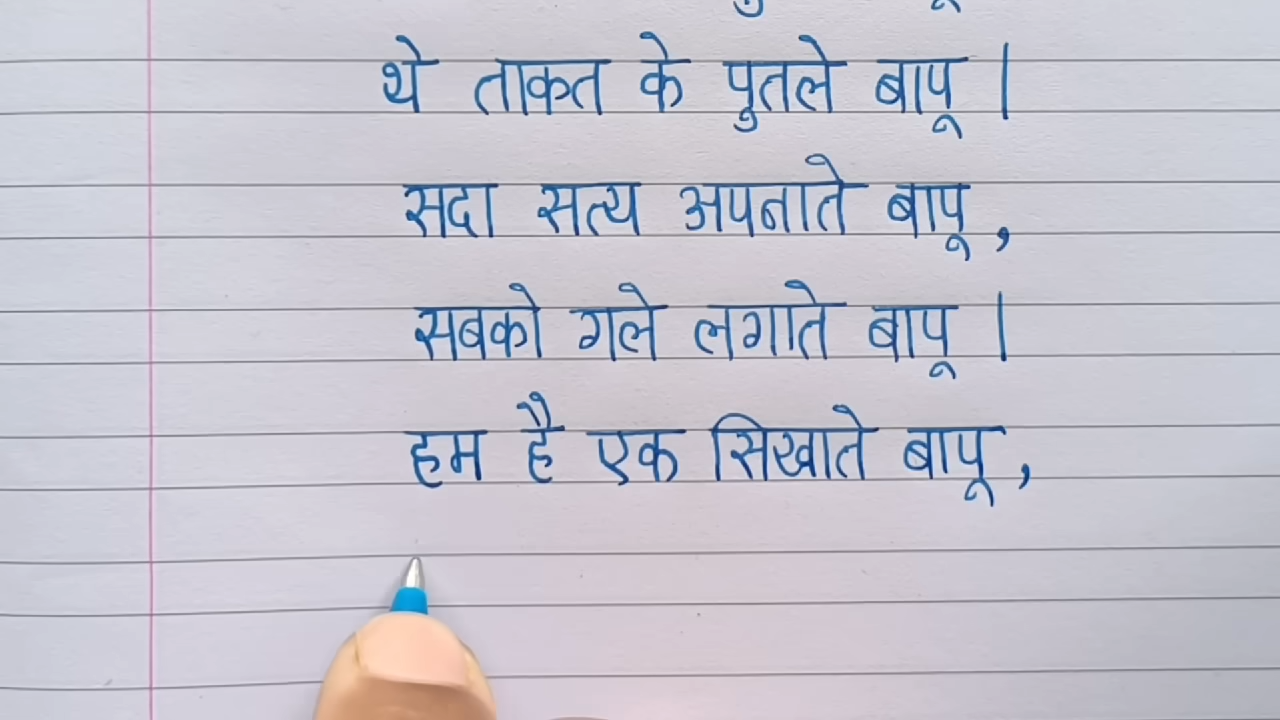 थे ताकत के पुतले बापू ।
सदा सत्य अपनाते बापू ,
सबको गले लगाते बापू ।
हम है एक सिखाते बापू ,